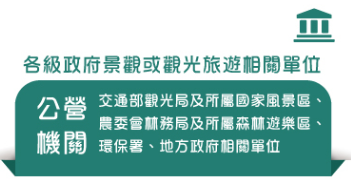 各級政府景觀或觀光旅遊相關單位
公營
機關
交通部觀光局及所屬國家風景區、
農委會林務局及所屬森林遊樂區、
環保署、地方政府相關單位